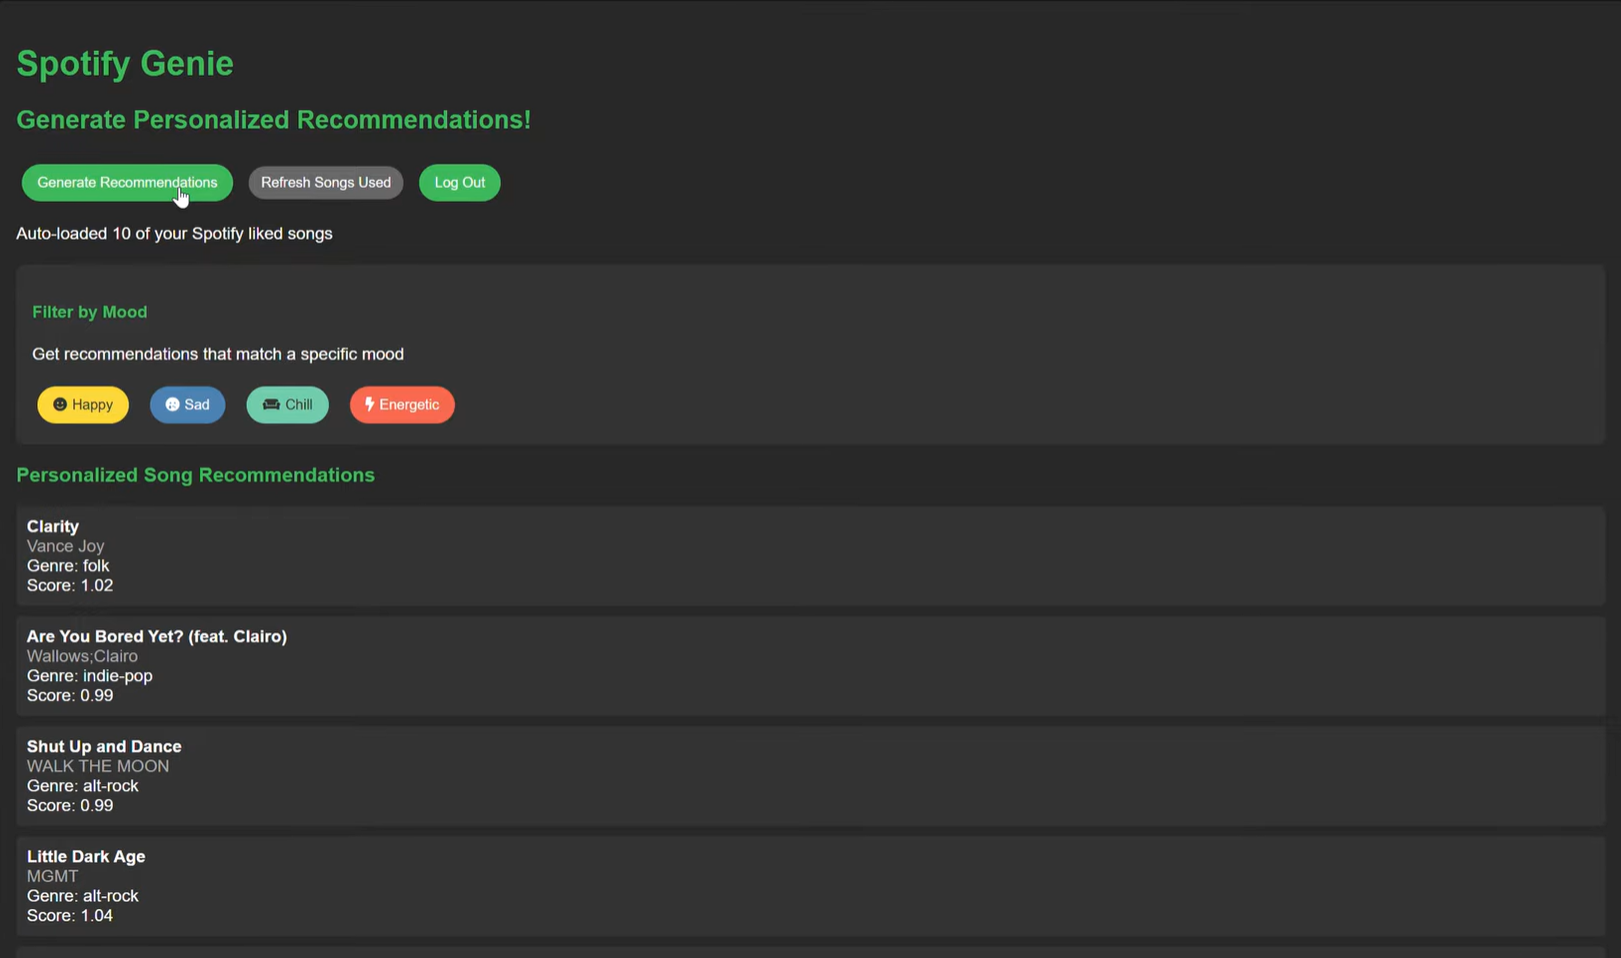 Spotify Genie
Generate Personalized Recommendations!
Generate Recommendations Refresh Songs Used Log Out
Auto-loaded 10 of your Spotify liked songs
Filter by Mood
Get recommendations that match a specific mood
Happy Sad Chill Energetic
Personalized Song Recommendations
Clarity
Vance Joy
Genre: folk
Score: 1.02
Are You Bored Yet? (feat. Clairo)
Wallows;Clairo
Genre: indie-pop
Score: 0.99
Shut Up and Dance
WALK THE MOON
Genre: alt-rock
Score: 0.99
Little Dark Age
MGMT
Genre: alt-rock
Score: 1.04